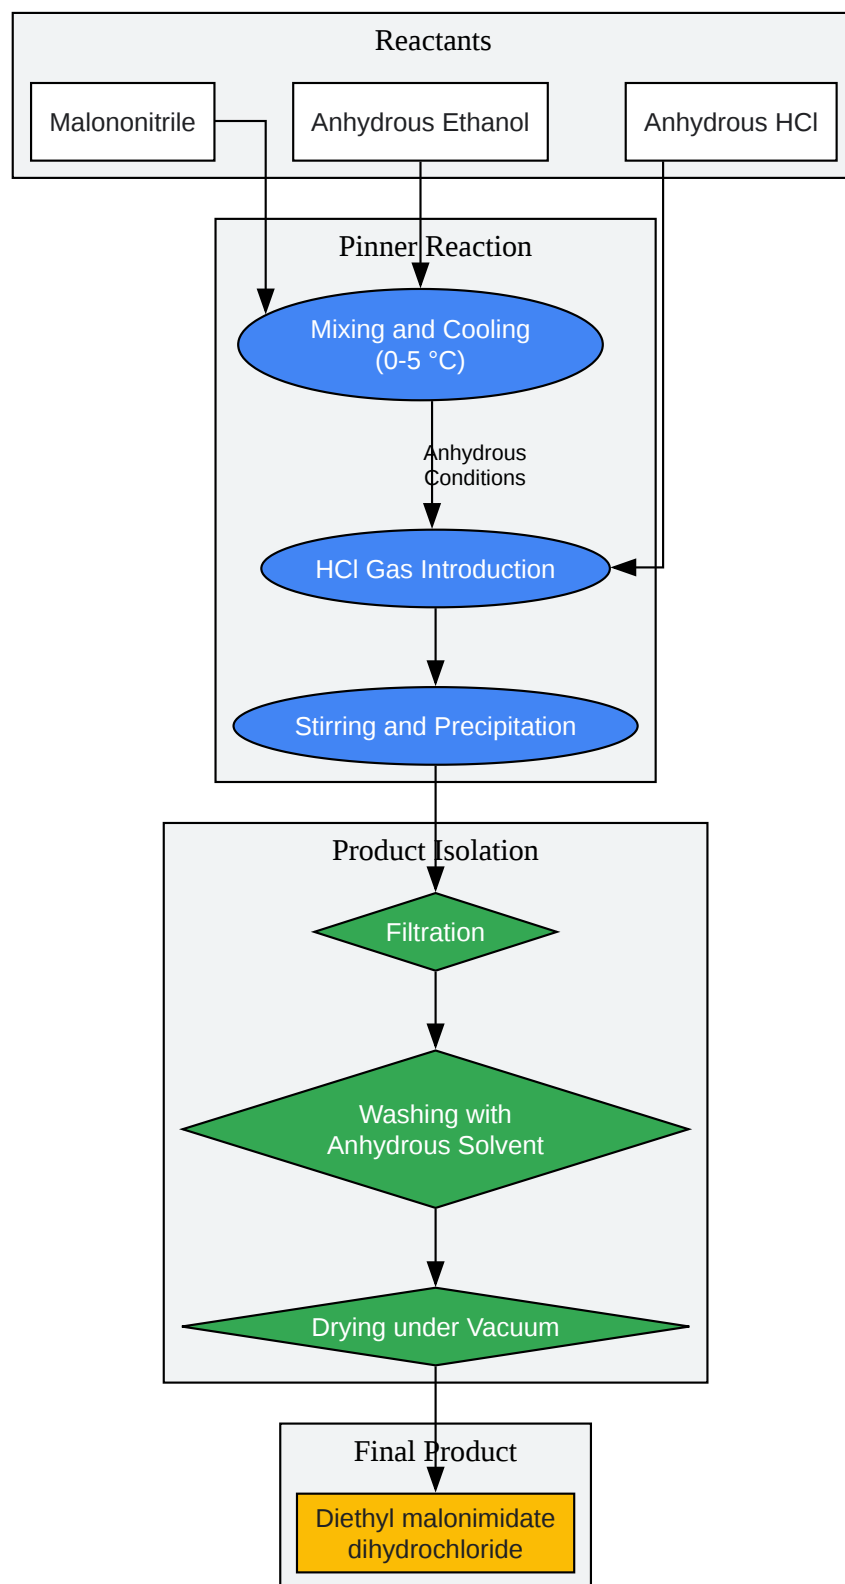 Reactants
Malononitrile
Anhydrous Ethanol
Anhydrous HCl
Pinner Reaction
Mixing and Cooling
(0-5 °C)
Anhydrous
Conditions
HCl Gas Introduction
Stirring and Precipitation
Product Isolation
Filtration
Washing with
Anhydrous Solvent
Drying under Vacuum
Final Product
Diethyl malonimidate
dihydrochloride